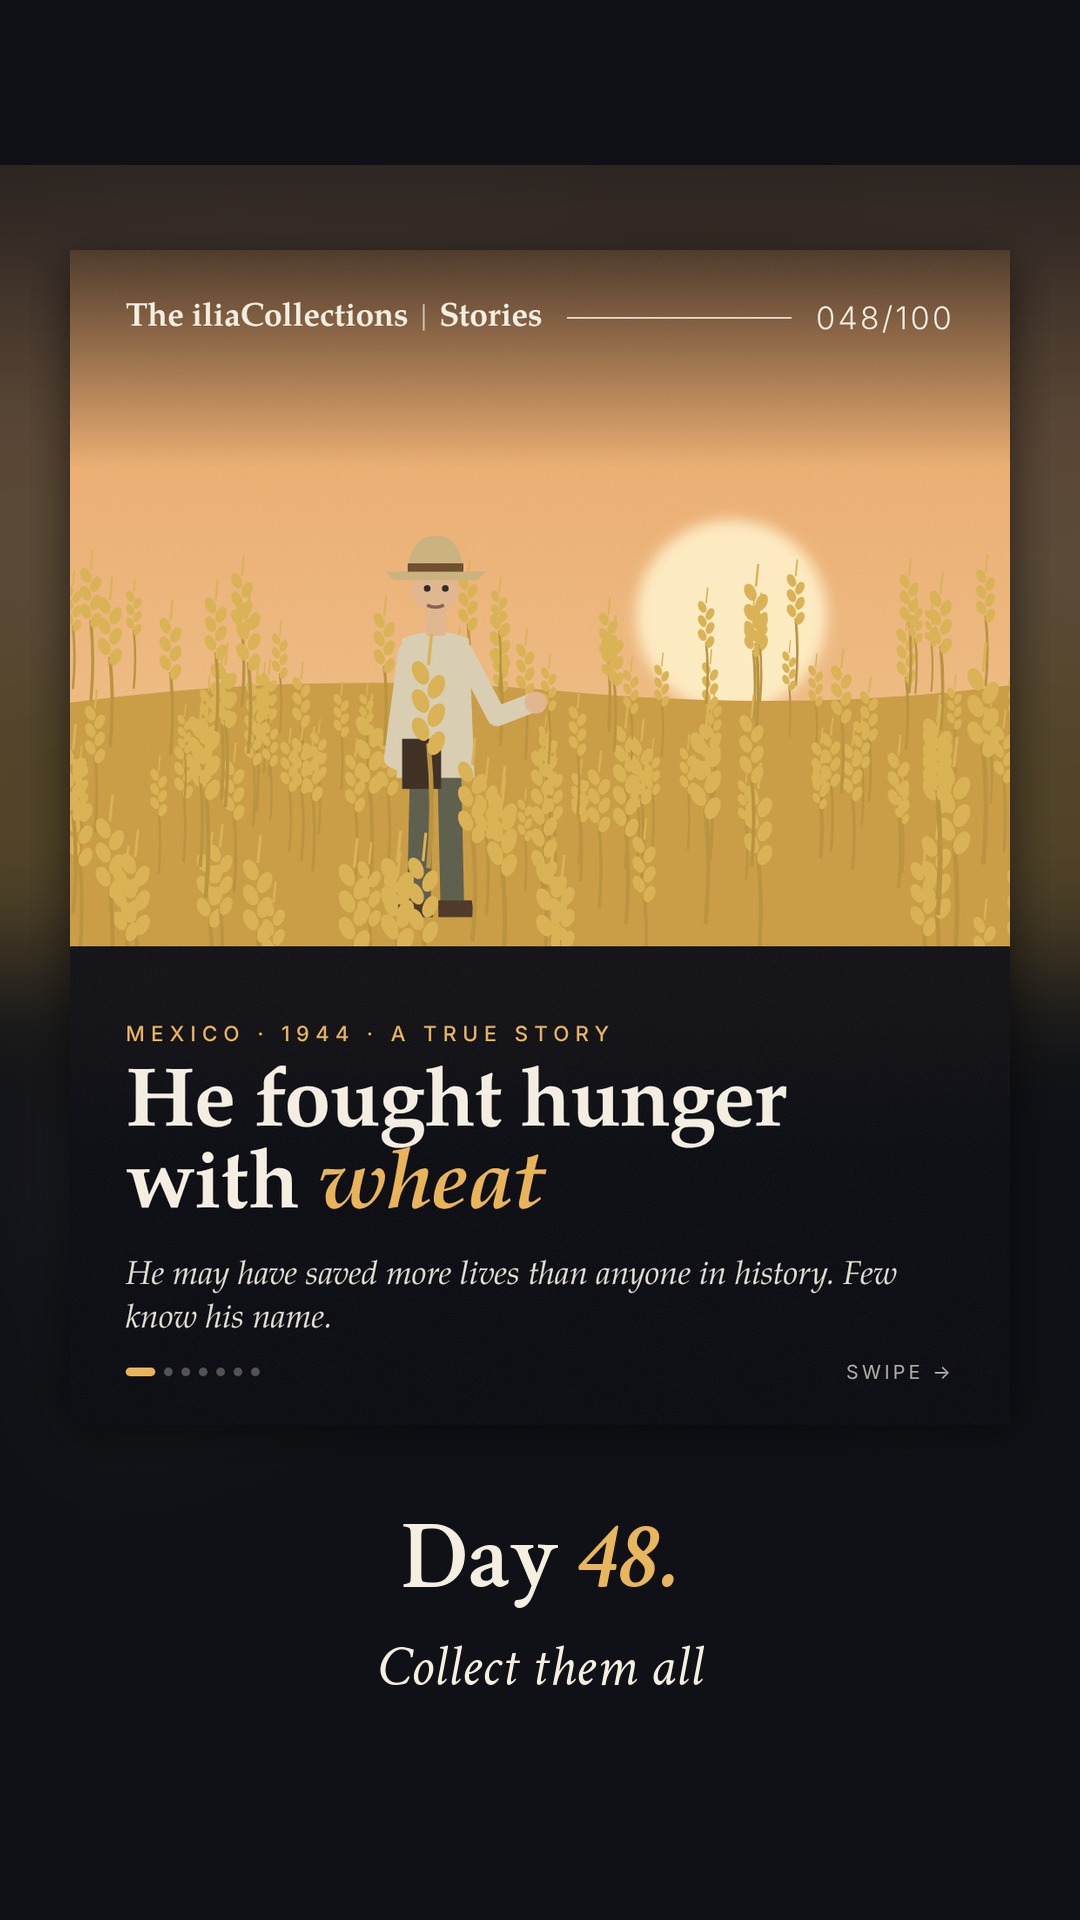 The iliaCollections | Stories 048/100
MEXICO · 1944 · A TRUE STORY
He fought hunger
with wheat
He may have saved more lives than anyone in history. Few
know his name.
SWIPE →
Day 48.
Collect them all